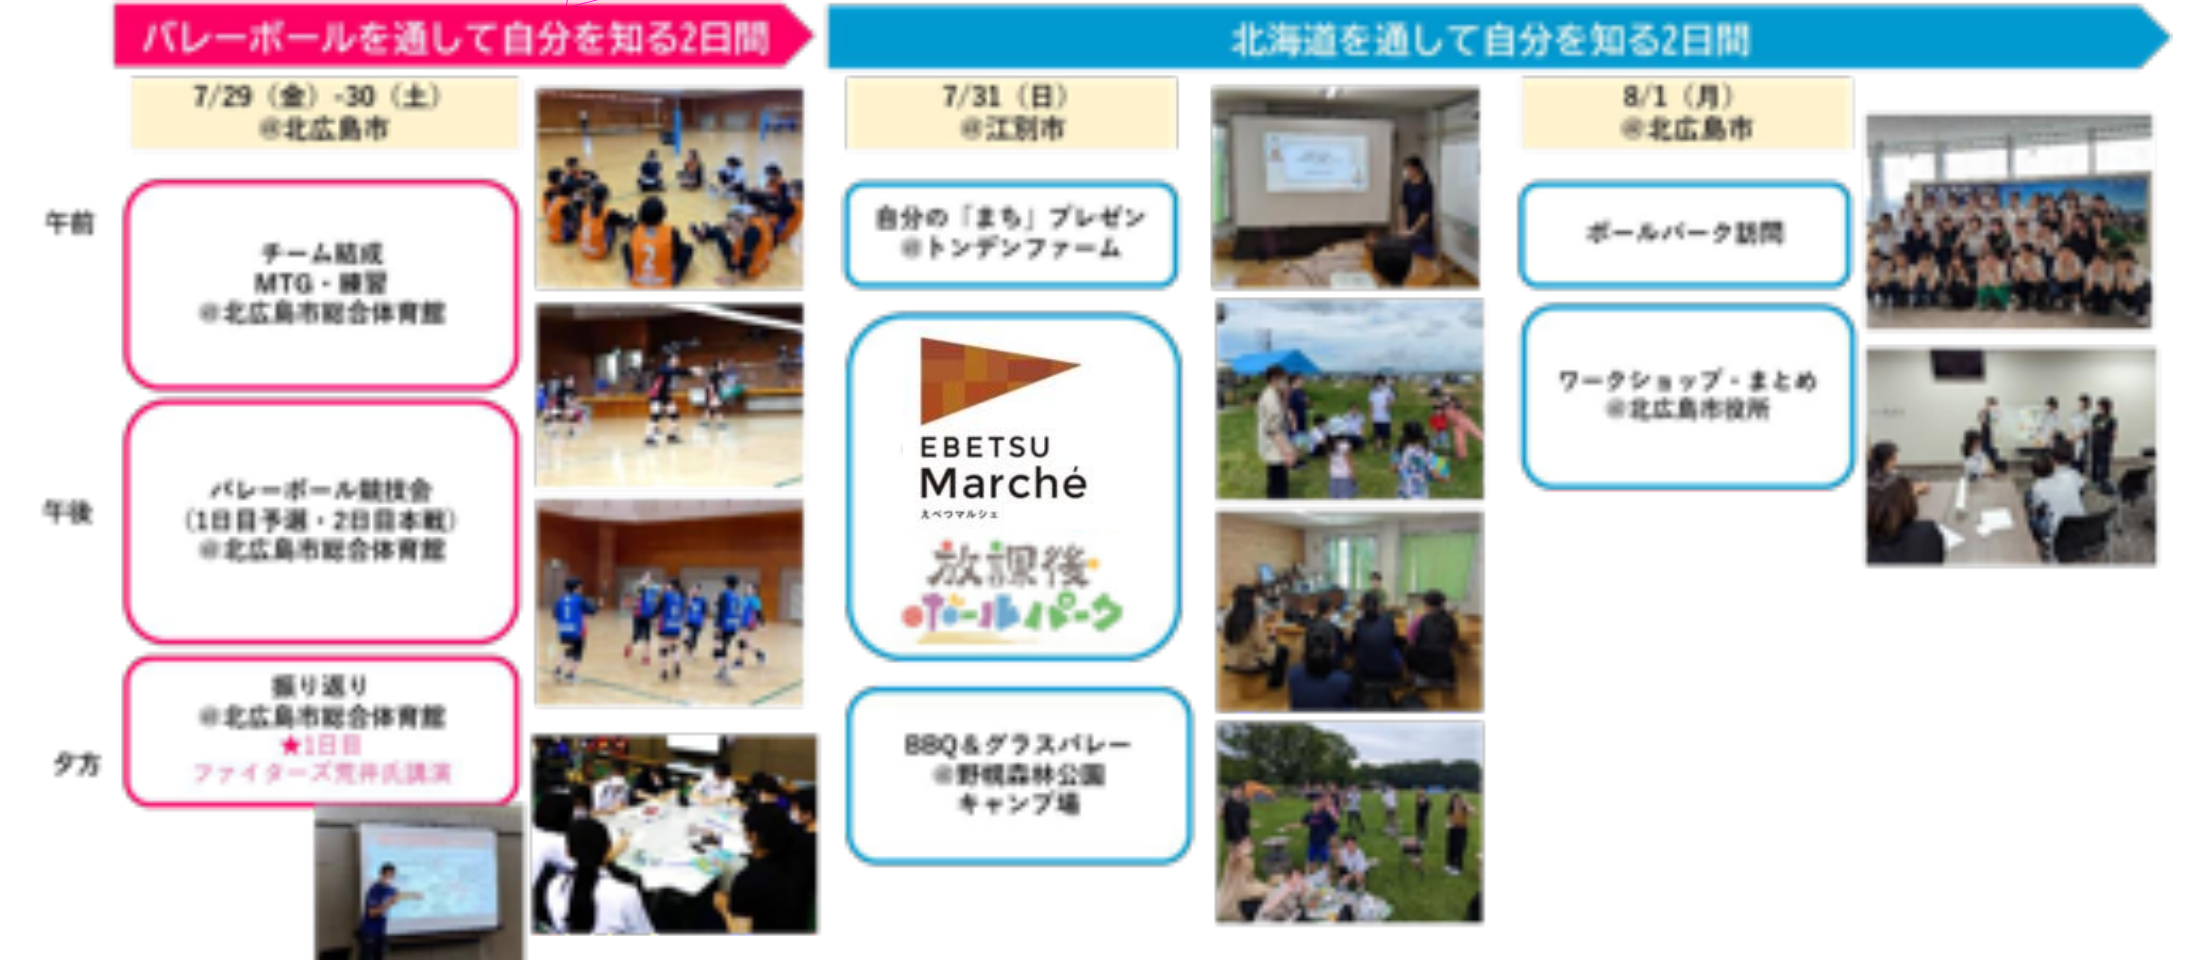 バレーボールを通して自分を知る2日間
北海道を通して自分を知る2日間
7/29（金）-30（土）
@北広島市
7/31（日）
@江別市
8/1（月）
@北広島市
午前
チーム結成
MTG・練習
@北広島市総合体育館
自分の「まち」プレゼン
@トンデンファーム
ボールパーク訪問
午後
バレーボール競技会
（1日目予選・2日目本戦）
@北広島市総合体育館
EBETSU
Marché
えべつマルシェ
放課後
ボールパーク
ワークショップ・まとめ
@北広島市役所
夕方
振り返り
@北広島市総合体育館
★1日目
ファイターズ荒井氏講演
BBQ＆グラスバレー
@野幌森林公園
キャンプ場
2